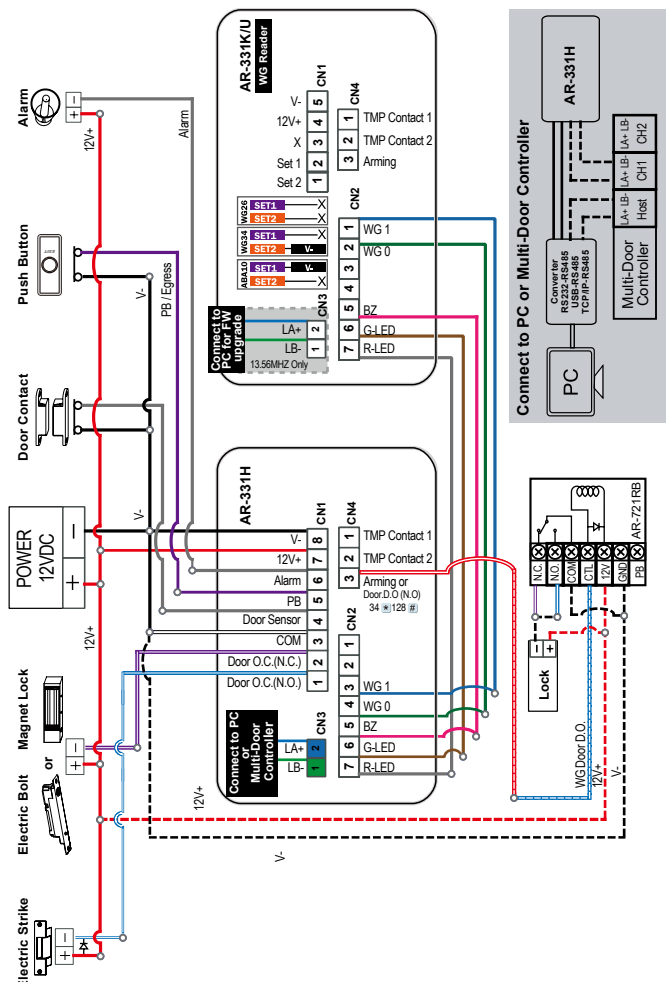 Alarm
Push Button
Door Contact
POWER
12VDC
Magnet Lock
or
Electric Bolt
Electric Strike
12V+
Alarm
V-
PB / Egress
V-
12V+
12V+
V-
AR-331K/U
WG Reader
CN1
V- 5
12V+ 4
X 3
Set 1 2
Set 2 1
CN4
1 TMP Contact 1
2 TMP Contact 2
3 Arming
WG26 SET1 X
SET2 X
WG34 SET1 X
SET2 V-
ABA10 SET1 V-
SET2 X
CN2
1 WG 1
2 WG 0
3
4
5 BZ
6 G-LED
7 R-LED
Connect to
PC for FW
upgrade
CN3
LA+ 2
LB- 1
13.56MHZ Only
AR-331H
CN1
V- 8
12V+ 7
Alarm 6
PB 5
Door Sensor 4
COM 3
Door O.C.(N.C.) 2
Door O.C.(N.O.) 1
CN4
1 TMP Contact 1
2 TMP Contact 2
3 Arming or
Door.D.O (N.O)
34 * 128 #
CN2
1
2
3 WG 1
4 WG 0
5 BZ
6 G-LED
7 R-LED
Connect to PC
or
Multi-Door
Controller
CN3
LA+ 2
LB- 1
Connect to PC or Multi-Door Controller
AR-331H
PC
Converter
RS232-RS485
USB-RS485
TCP/IP-RS485
LA+ LB- LA+ LB- LA+ LB-
Host CH1 CH2
Multi-Door
Controller
AR-721RB
N.C.
N.O.
COM
CTL
12V
GND
PB
Lock
WG Door D.O.
12V+
V-